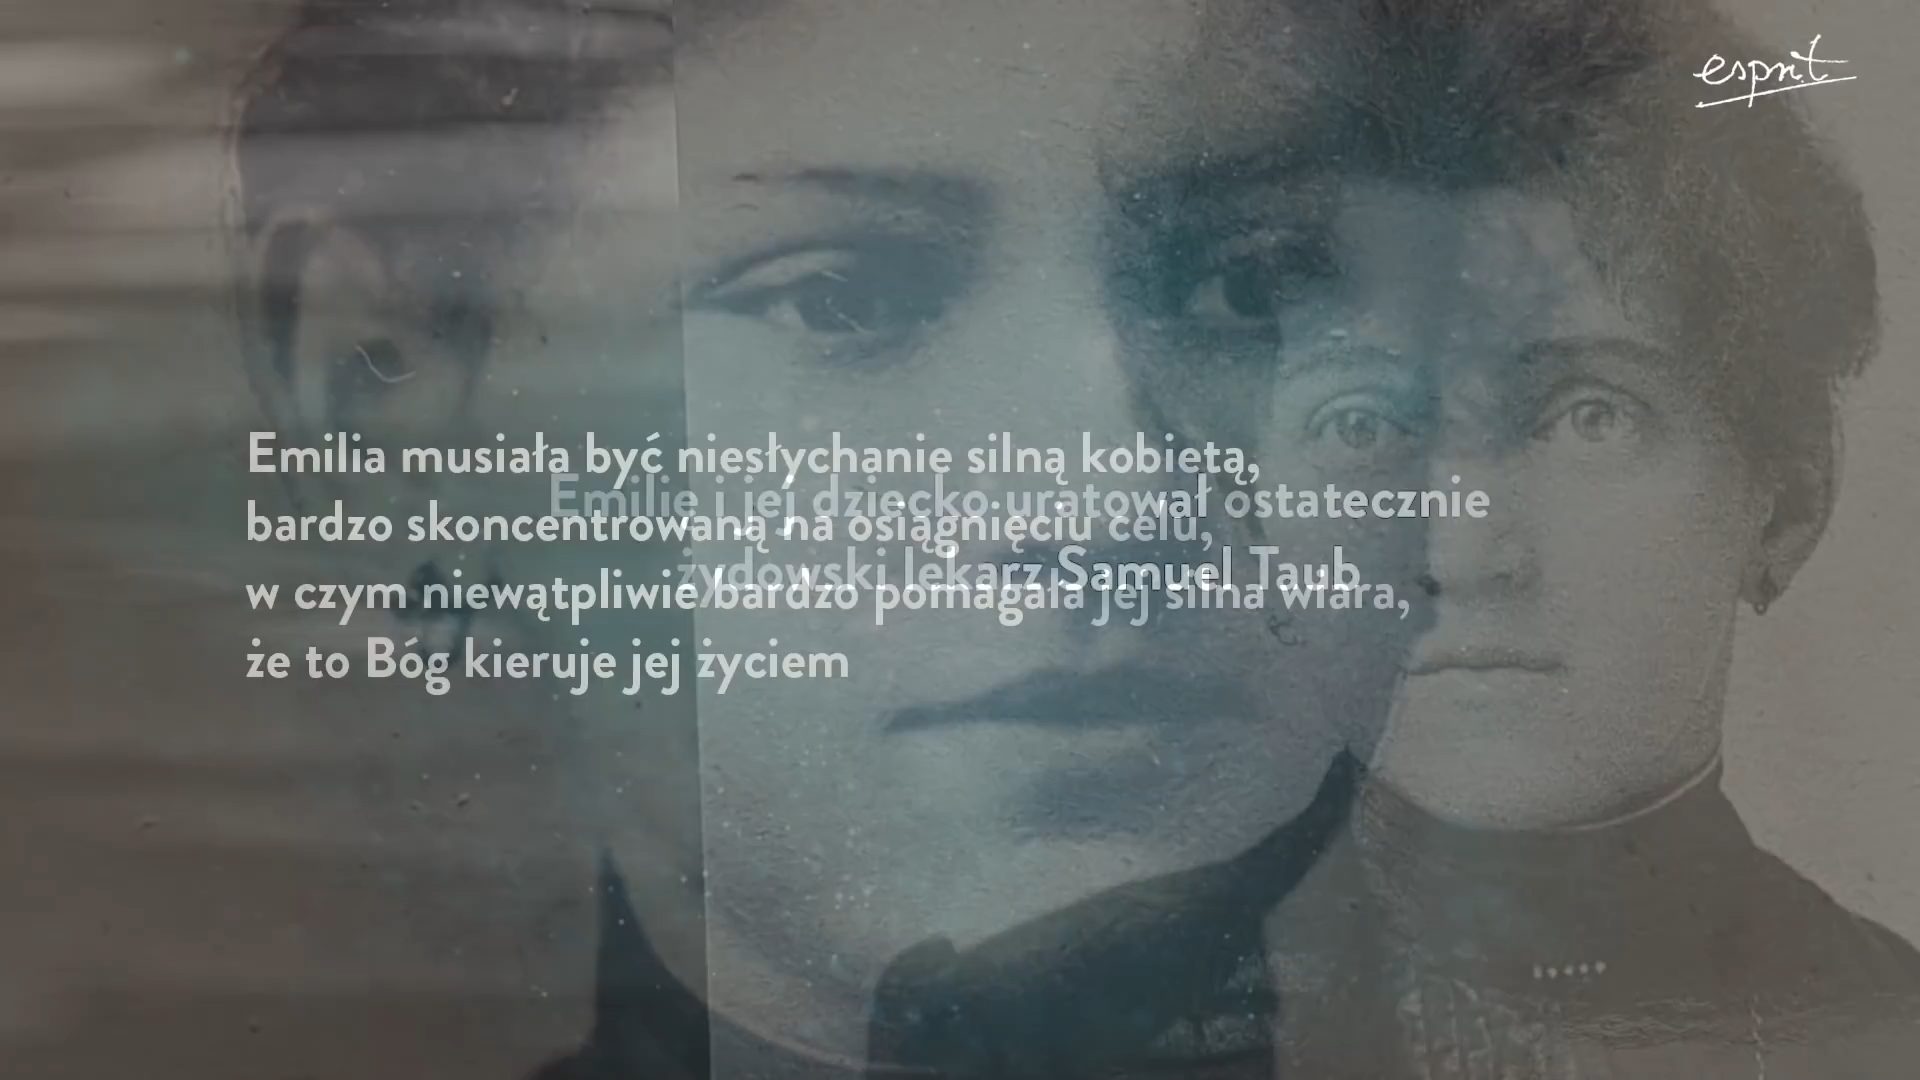 esprit
Emilia musiała być niesłychanie silną kobietą,
bardzo skoncentrowaną na osiągnięciu celu,
w czym niewątpliwie bardzo pomagała jej silna wiara,
że to Bóg kieruje jej życiem
Emilię i jej dziecko uratował ostatecznie
żydowski lekarz Samuel Taub